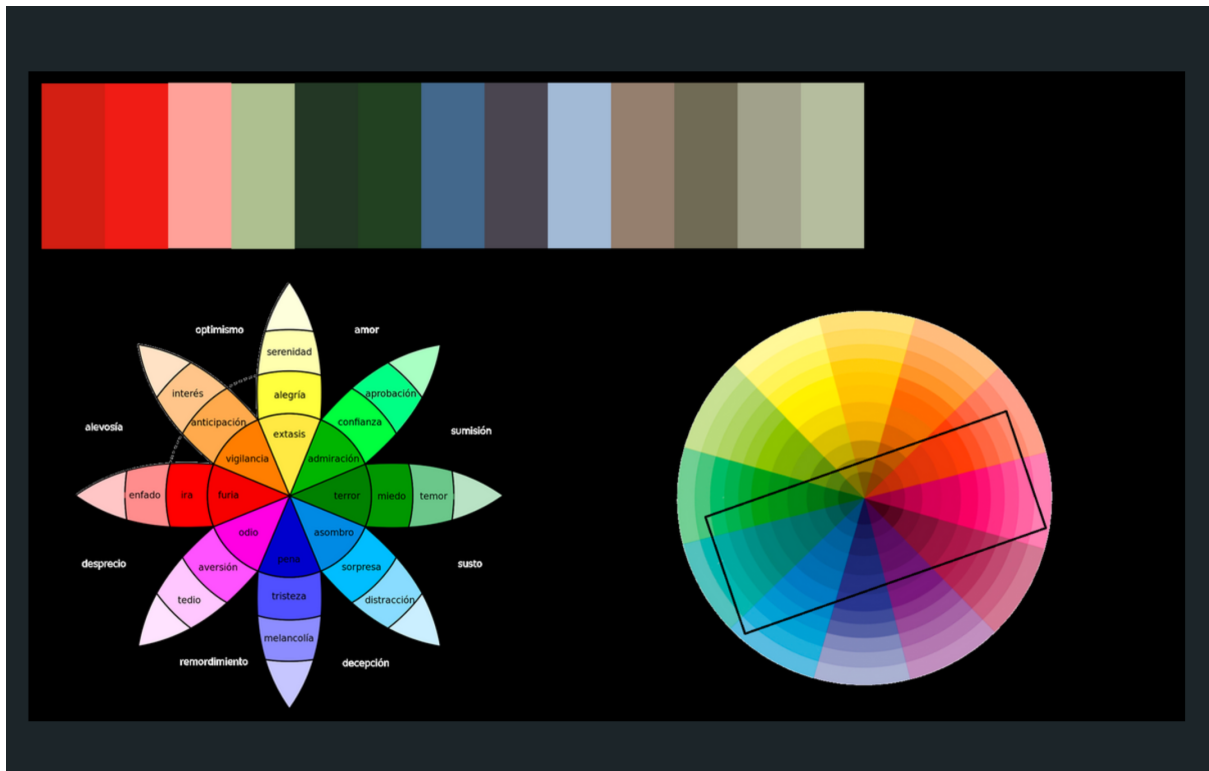 optimismo
amor
serenidad
interés
alegría
aprobación
anticipación
confianza
alevosía
extasis
sumisión
vigilancia
admiración
enfado
ira
furia
terror
miedo
temor
odio
asombro
pena
desprecio
aversión
sorpresa
susto
tedio
tristeza
distracción
melancolía
remordimiento
decepción